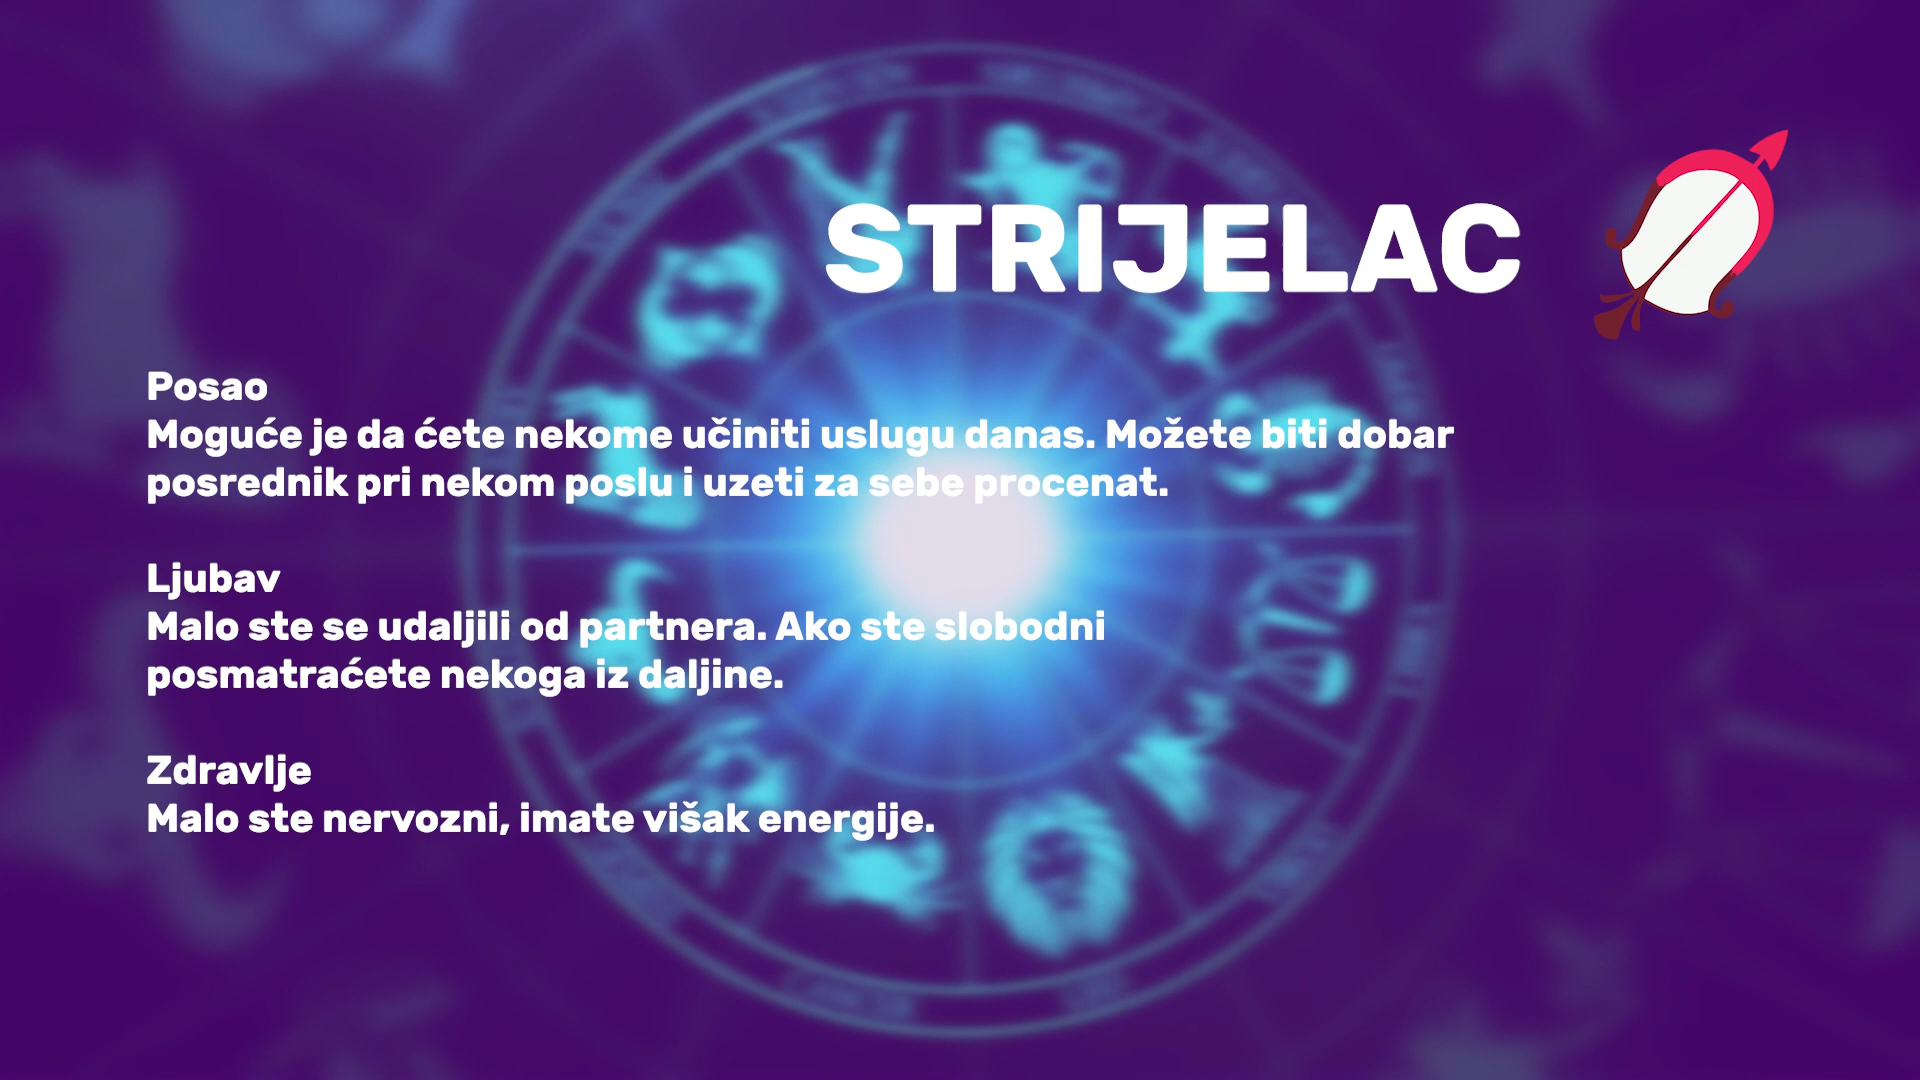 STRIJELAC
Posao
Moguće je da ćete nekome učiniti uslugu danas. Možete biti dobar
posrednik pri nekom poslu i uzeti za sebe procenat.
Ljubav
Malo ste se udaljili od partnera. Ako ste slobodni
posmatraćete nekoga iz daljine.
Zdravlje
Malo ste nervozni, imate višak energije.